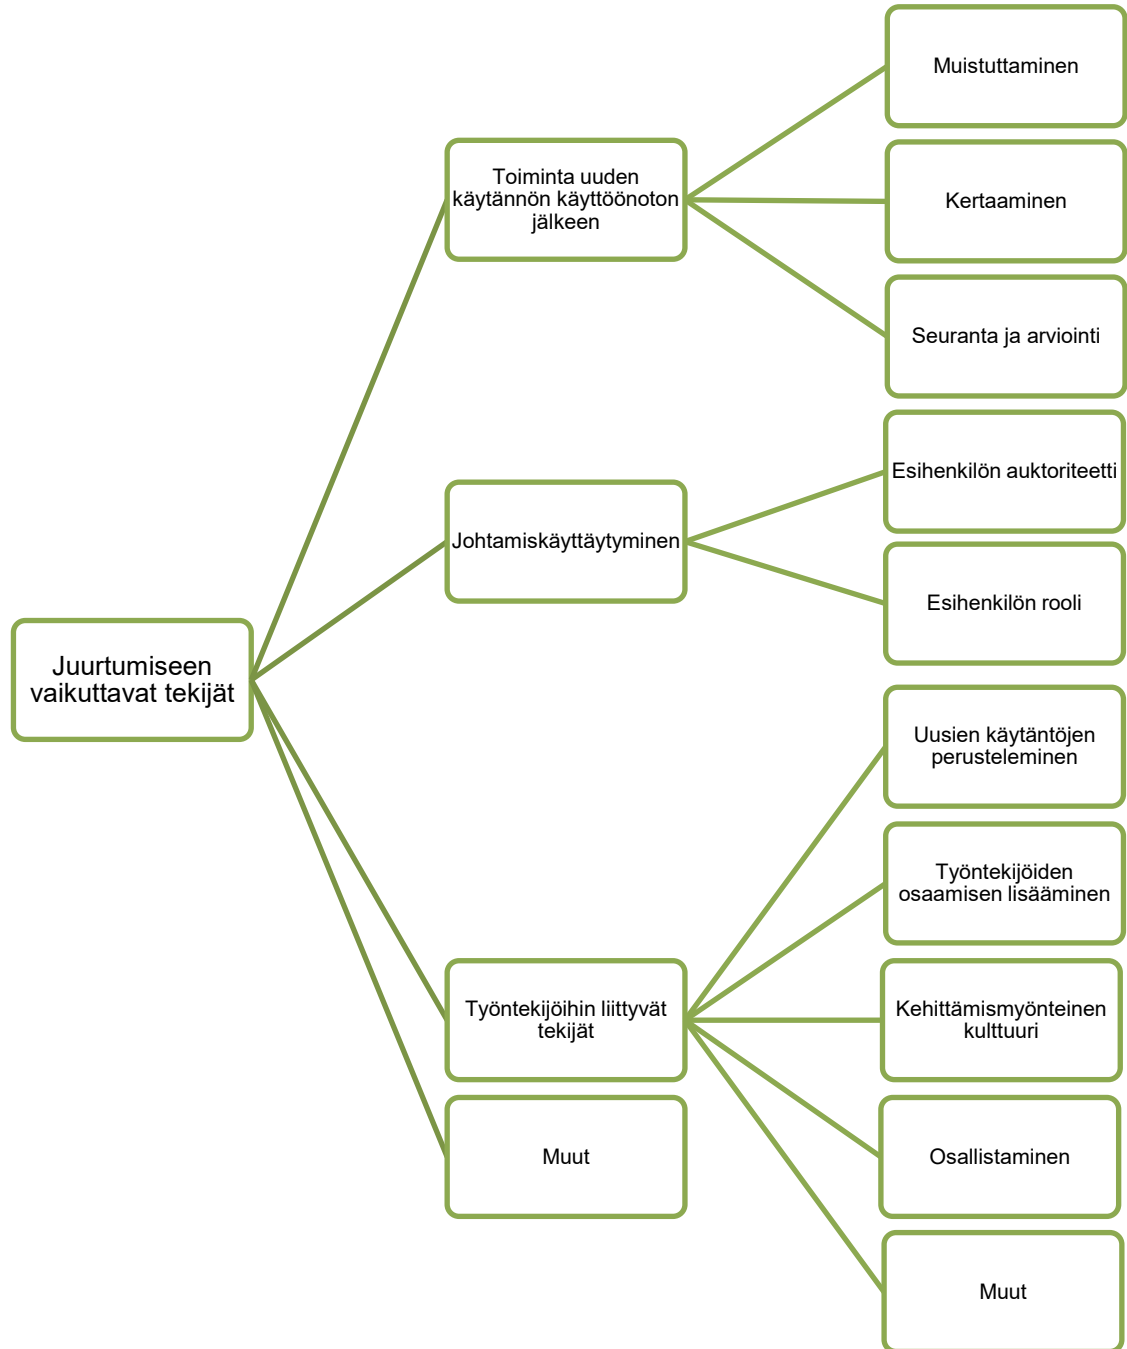 Juurtumiseen
vaikuttavat tekijät
Toiminta uuden
käytännön käyttöönoton
jälkeen
Muistuttaminen
Kertaaminen
Seuranta ja arviointi
Johtamiskäyttäytyminen
Esihenkilön auktoriteetti
Esihenkilön rooli
Työntekijöihin liittyvät
tekijät
Uusien käytäntöjen
perusteleminen
Työntekijöiden
osaamisen lisääminen
Kehittämismyönteinen
kulttuuri
Osallistaminen
Muut
Muut